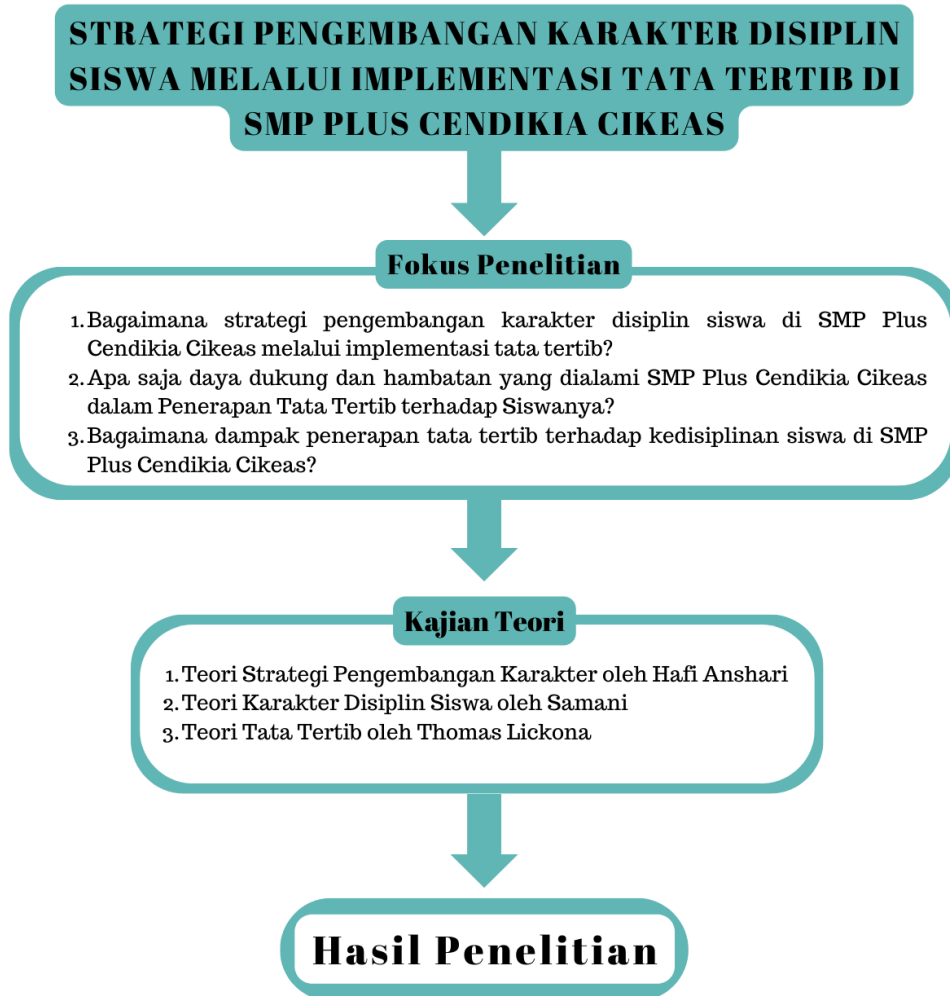 STRATEGI PENGEMBANGAN KARAKTER DISIPLIN
SISWA MELALUI IMPLEMENTASI TATA TERTIB DI
SMP PLUS CENDIKIA CIKEAS
Fokus Penelitian
1. Bagaimana strategi pengembangan karakter disiplin siswa di SMP Plus
Cendikia Cikeas melalui implementasi tata tertib?
2. Apa saja daya dukung dan hambatan yang dialami SMP Plus Cendikia Cikeas
dalam Penerapan Tata Tertib terhadap Siswanya?
3. Bagaimana dampak penerapan tata tertib terhadap kedisiplinan siswa di SMP
Plus Cendikia Cikeas?
Kajian Teori
1. Teori Strategi Pengembangan Karakter oleh Hafi Anshari
2. Teori Karakter Disiplin Siswa oleh Samani
3. Teori Tata Tertib oleh Thomas Lickona
Hasil Penelitian